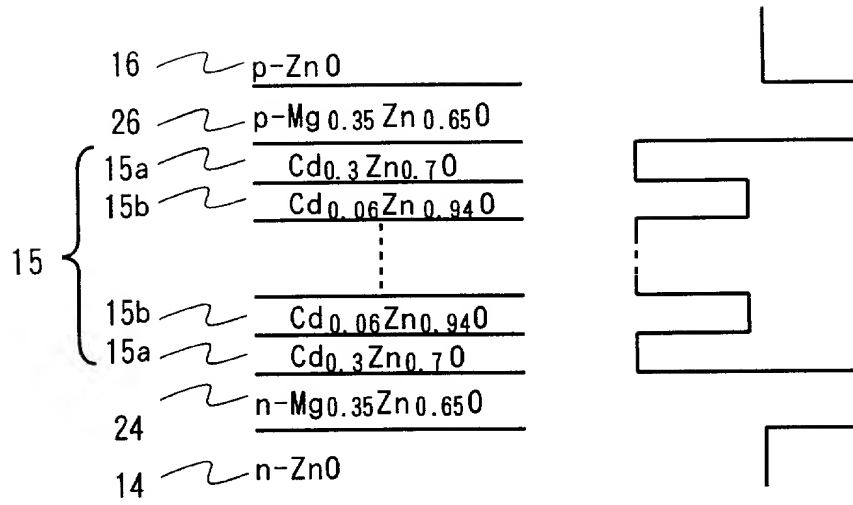 16 p-ZnO
26 p-Mg0.35Zn0.65O
15a Cd0.3Zn0.7O
15b Cd0.06Zn0.94O
15
15b Cd0.06Zn0.94O
15a Cd0.3Zn0.7O
24 n-Mg0.35Zn0.65O
14 n-ZnO